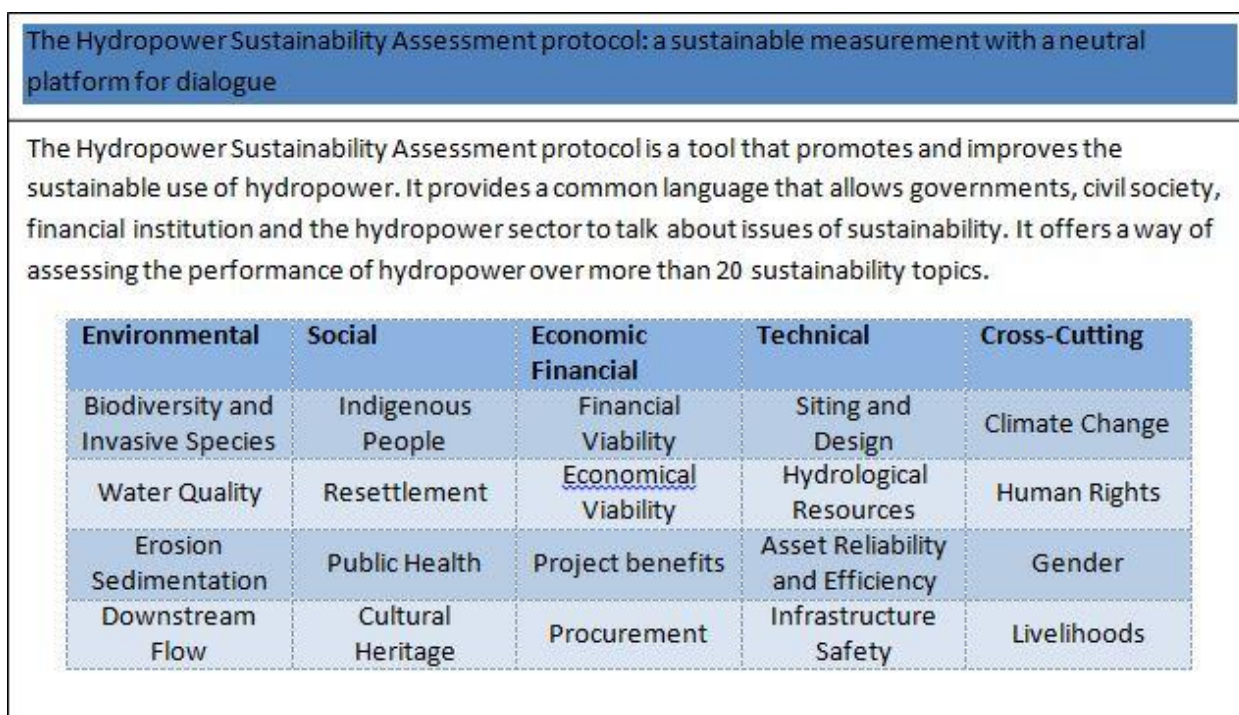 The Hydropower Sustainability Assessment protocol: a sustainable measurement with a neutral
platform for dialogue
The Hydropower Sustainability Assessment protocol is a tool that promotes and improves the
sustainable use of hydropower. It provides a common language that allows governments, civil society,
financial institution and the hydropower sector to talk about issues of sustainability. It offers a way of
assessing the performance of hydropower over more than 20 sustainability topics.
Environmental Social Economic Technical Cross-Cutting
Financial
Biodiversity and Indigenous Financial Siting and Climate Change
Invasive Species People Viability Design
Water Quality Resettlement Economical Hydrological Human Rights
Viability Resources
Erosion Public Health Project benefits Asset Reliability Gender
Sedimentation and Efficiency
Downstream Cultural Procurement Infrastructure Livelihoods
Flow Heritage Safety